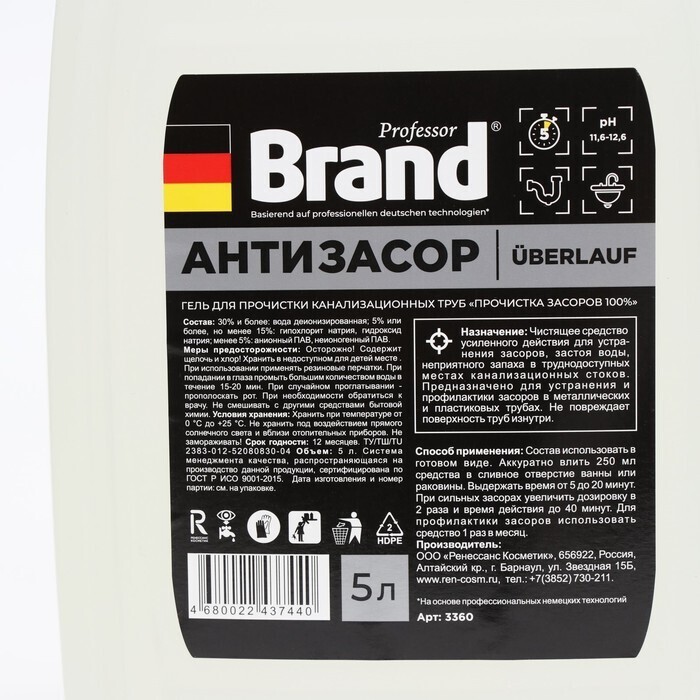 Professor
Brand®
Basierend auf professionellen deutschen technologien*
5
pH
11,6-12,6
АНТИЗАСОР
ÜBERLAUF
ГЕЛЬ ДЛЯ ПРОЧИСТКИ КАНАЛИЗАЦИОННЫХ ТРУБ «ПРОЧИСТКА ЗАСОРОВ 100%»
Состав: 30% и более: вода деионизированная; 5% или
более, но менее 15%: гипохлорит натрия, гидроксид
натрия; менее 5%: анионный ПАВ, неионогенный ПАВ.
Меры предосторожности: Осторожно! Содержит
щелочь и хлор! Хранить в недоступном для детей месте .
При использовании применять резиновые перчатки. При
попадании в глаза промыть большим количеством воды в
течение 15-20 мин. При случайном проглатывании -
прополоскать рот. При необходимости обратиться к
врачу. Не смешивать с другими средствами бытовой
химии. Условия хранения: Хранить при температуре от
0 °С до +25 °С. Не хранить под воздействием прямого
солнечного света и вблизи отопительных приборов. Не
замораживать! Срок годности: 12 месяцев. ТУ/ТШ/TU
2383-012-52080830-04 Объем: 5 л. Система
менеджмента качества, распространяющаяся на
производство данной продукции, сертифицирована по
ГОСТ Р ИСО 9001-2015. Дата изготовления и номер
партии: см. на упаковке.
Назначение: Чистящее средство
усиленного действия для устра-
нения засоров, застоя воды,
неприятного запаха в труднодоступных
местах канализационных стоков.
Предназначено для устранения и
профилактики засоров в металлических
и пластиковых трубах. Не повреждает
поверхность труб изнутри.
Способ применения: Состав использовать в
готовом виде. Аккуратно влить 250 мл
средства в сливное отверстие ванны или
раковины. Выдержать время от 5 до 20 минут.
При сильных засорах увеличить дозировку в
2 раза и время действия до 40 минут. Для
профилактики засоров использовать
средство 1 раз в месяц.
Производитель:
ООО «Ренессанс Косметик», 656922, Россия,
Алтайский кр., г. Барнаул, ул. Звездная 15Б,
www.ren-cosm.ru, тел.: +7(3852) 730-211.
*На основе профессиональных немецких технологий
Арт: 3360
R
РЕНЕССАНС
КОСМЕТИК
2
HDPE
4 680022 437440
5 л